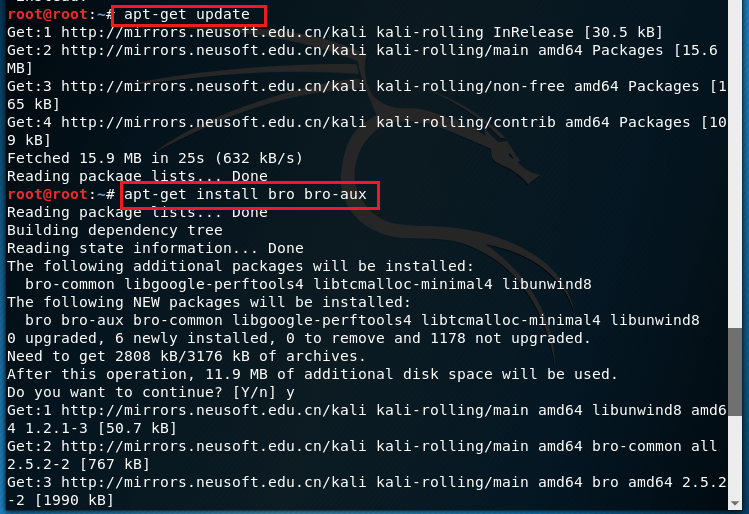 root@root:~# apt-get update
Get:1 http://mirrors.neusoft.edu.cn/kali kali-rolling InRelease [30.5 kB]
Get:2 http://mirrors.neusoft.edu.cn/kali kali-rolling/main amd64 Packages [15.6
MB]
Get:3 http://mirrors.neusoft.edu.cn/kali kali-rolling/non-free amd64 Packages [1
65 kB]
Get:4 http://mirrors.neusoft.edu.cn/kali kali-rolling/contrib amd64 Packages [10
9 kB]
Fetched 15.9 MB in 25s (632 kB/s)
Reading package lists... Done
root@root:~# apt-get install bro bro-aux
Reading package lists... Done
Building dependency tree
Reading state information... Done
The following additional packages will be installed:
  bro-common libgoogle-perftools4 libtcmalloc-minimal4 libunwind8
The following NEW packages will be installed:
  bro bro-aux bro-common libgoogle-perftools4 libtcmalloc-minimal4 libunwind8
0 upgraded, 6 newly installed, 0 to remove and 1178 not upgraded.
Need to get 2808 kB/3176 kB of archives.
After this operation, 11.9 MB of additional disk space will be used.
Do you want to continue? [Y/n] y
Get:1 http://mirrors.neusoft.edu.cn/kali kali-rolling/main amd64 libunwind8 amd6
4 1.2.1-3 [50.7 kB]
Get:2 http://mirrors.neusoft.edu.cn/kali kali-rolling/main amd64 bro-common all
2.5.2-2 [767 kB]
Get:3 http://mirrors.neusoft.edu.cn/kali kali-rolling/main amd64 bro amd64 2.5.2
-2 [1990 kB]